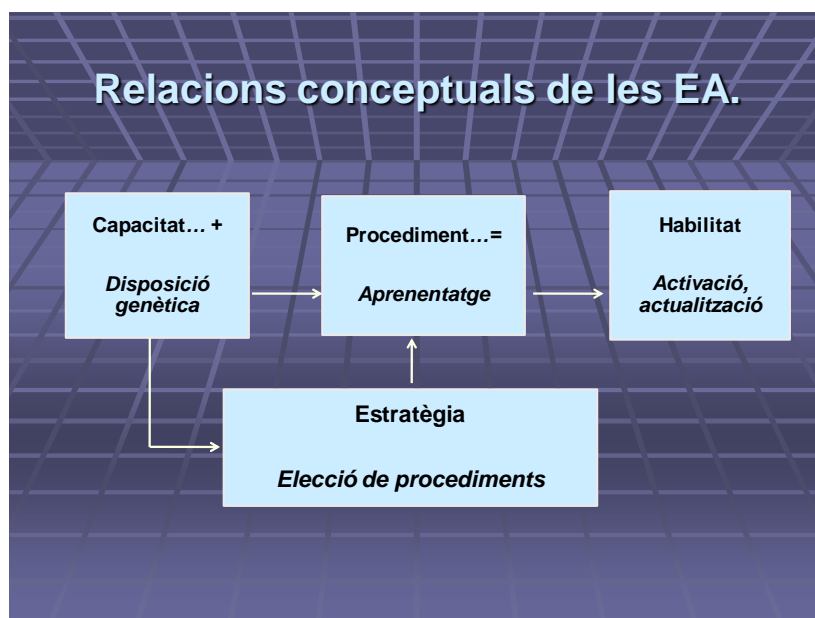 Relacions conceptuals de les EA.
Capacitat… +
Disposició
genètica
Procediment…=
Aprenentatge
Habilitat
Activació,
actualització
Estratègia
Elecció de procediments